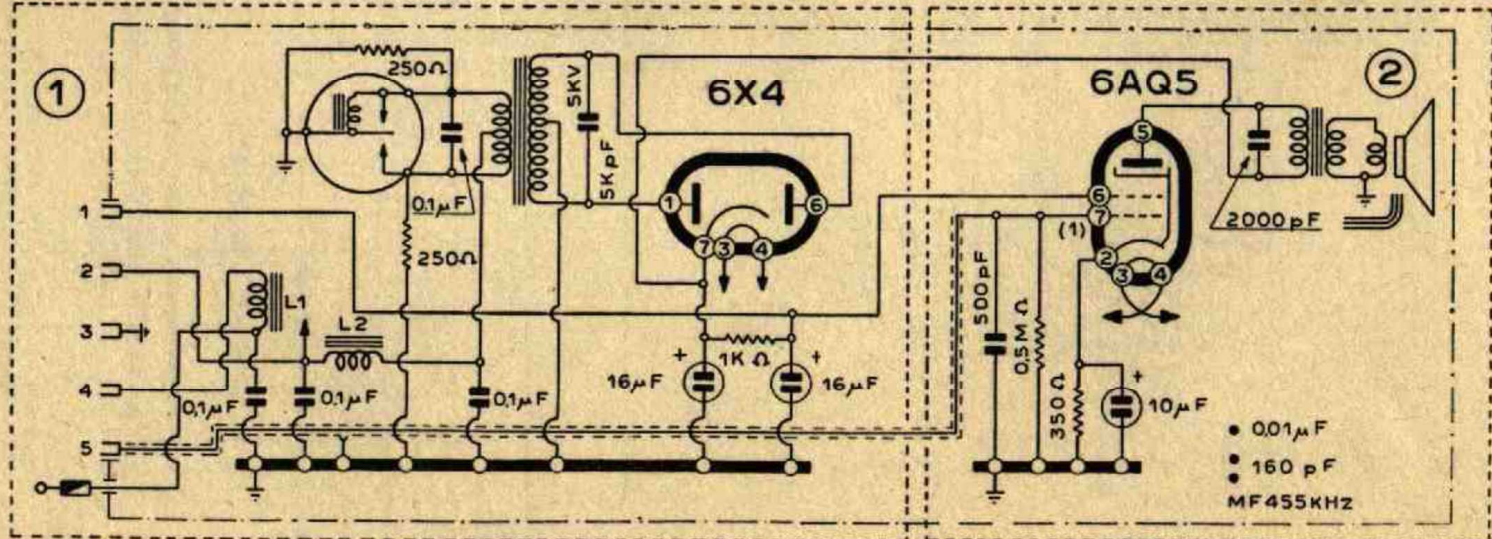 1
250Ω
5KV
5KpF
0.1µF
250Ω
6X4
1
6
7
3
4
6AQ5
2
5
6
7
(1)
2
3
4
2000pF
1
2
3
4
5
L1
L2
0,1µF
0,1µF
0,1µF
+
1K Ω
+
16µF
16µF
500pF
0,5MΩ
350Ω
+
10µF
• 0,01µF
• 160 pF
•
MF455KHz